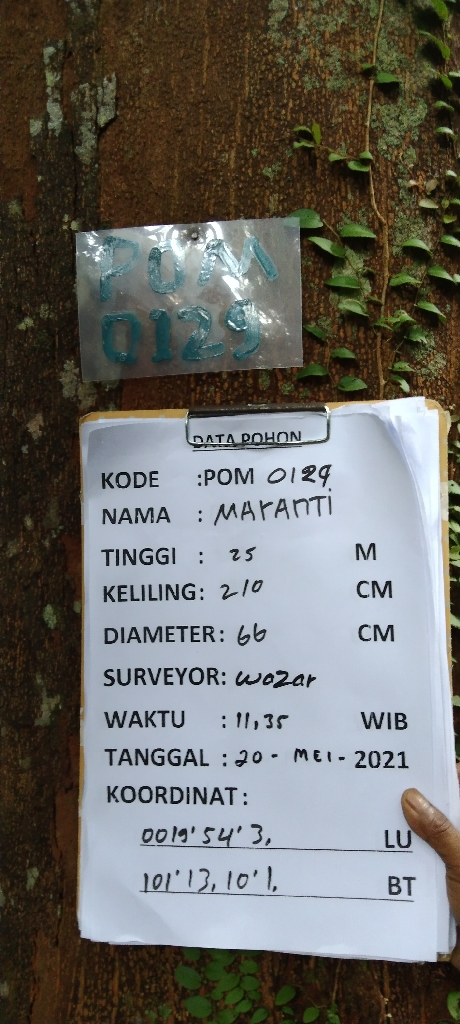 POM
0129
DATA POHON
KODE :POM 0129
NAMA : MARANTI
TINGGI : 25 M
KELILING: 210 CM
DIAMETER: 66 CM
SURVEYOR: wozar
WAKTU : 11,35 WIB
TANGGAL : 20 - MEI - 2021
KOORDINAT :
0019'54'3, LU
101'13,10'1, BT